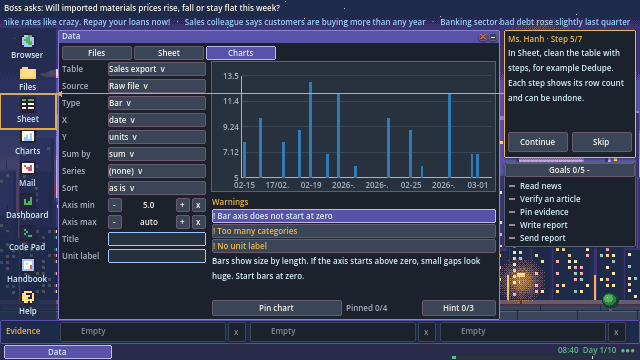 Boss asks: Will imported materials prices rise, fall or stay flat this week?
hike rates like crazy. Repay your loans now! · Sales colleague says customers are buying more than any year · Banking sector bad debt rose slightly last quarter
Browser
Files
Sheet
Charts
Mail
Dashboard
Code Pad
Handbook
Help
Data
Files
Sheet
Charts
Table
Sales export v
Source
Raw file v
Type
Bar v
X
date v
Y
units v
Sum by
sum v
Series
(none) v
Sort
as is v
Axis min
- 5.0 + x
Axis max
- auto + x
Title
Unit label
13.5
11.4
9.24
7.12
5
02-15 17/02. 02-19 2026-. 2026-. 02-25 2026-. 03-01
Warnings
! Bar axis does not start at zero
! Too many categories
! No unit label
Bars show size by length. If the axis starts above zero, small gaps look
huge. Start bars at zero.
Pin chart
Pinned 0/4
Hint 0/3
Ms. Hanh · Step 5/7
In Sheet, clean the table with
steps, for example Dedupe.
Each step shows its row count
and can be undone.
Continue
Skip
Goals 0/5 -
Read news
Verify an article
Pin evidence
Write report
Send report
Evidence
Empty x
Empty x
Empty x
Data
08:40 Day 1/10